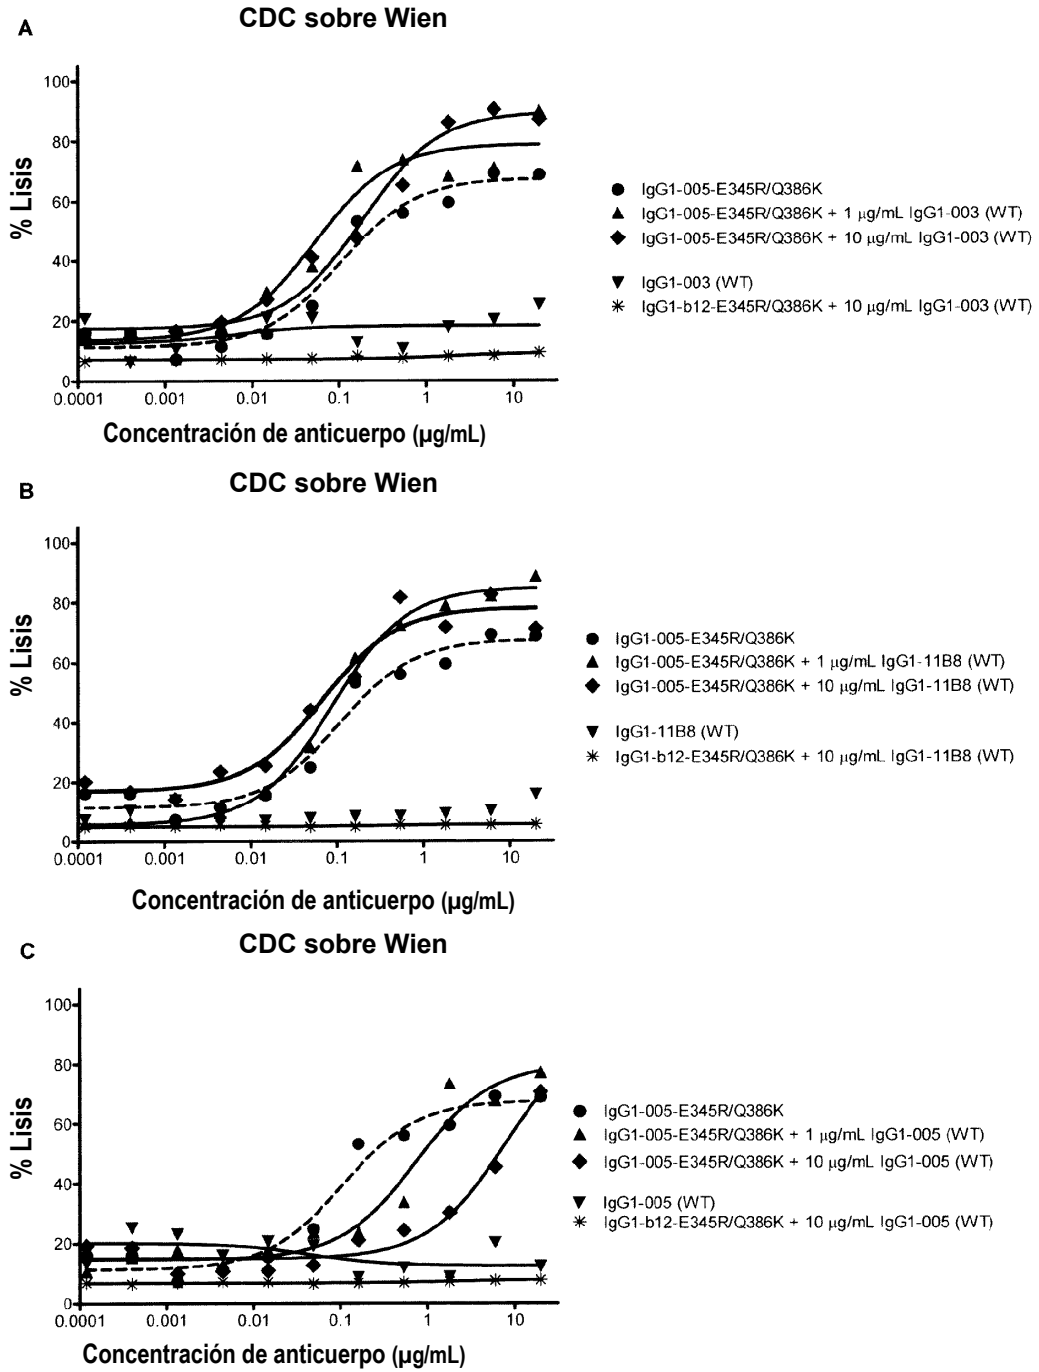 A
CDC sobre Wien
% Lisis
100
80
60
40
20
0
0.0001
0.001
0.01
0.1
1
10
Concentración de anticuerpo (µg/mL)
IgG1-005-E345R/Q386K
IgG1-005-E345R/Q386K + 1 µg/mL IgG1-003 (WT)
IgG1-005-E345R/Q386K + 10 µg/mL IgG1-003 (WT)
IgG1-003 (WT)
IgG1-b12-E345R/Q386K + 10 µg/mL IgG1-003 (WT)
B
CDC sobre Wien
% Lisis
100
80
60
40
20
0
0.0001
0.001
0.01
0.1
1
10
Concentración de anticuerpo (µg/mL)
IgG1-005-E345R/Q386K
IgG1-005-E345R/Q386K + 1 µg/mL IgG1-11B8 (WT)
IgG1-005-E345R/Q386K + 10 µg/mL IgG1-11B8 (WT)
IgG1-11B8 (WT)
IgG1-b12-E345R/Q386K + 10 µg/mL IgG1-11B8 (WT)
C
CDC sobre Wien
% Lisis
100
80
60
40
20
0
0.0001
0.001
0.01
0.1
1
10
Concentración de anticuerpo (µg/mL)
IgG1-005-E345R/Q386K
IgG1-005-E345R/Q386K + 1 µg/mL IgG1-005 (WT)
IgG1-005-E345R/Q386K + 10 µg/mL IgG1-005 (WT)
IgG1-005 (WT)
IgG1-b12-E345R/Q386K + 10 µg/mL IgG1-005 (WT)